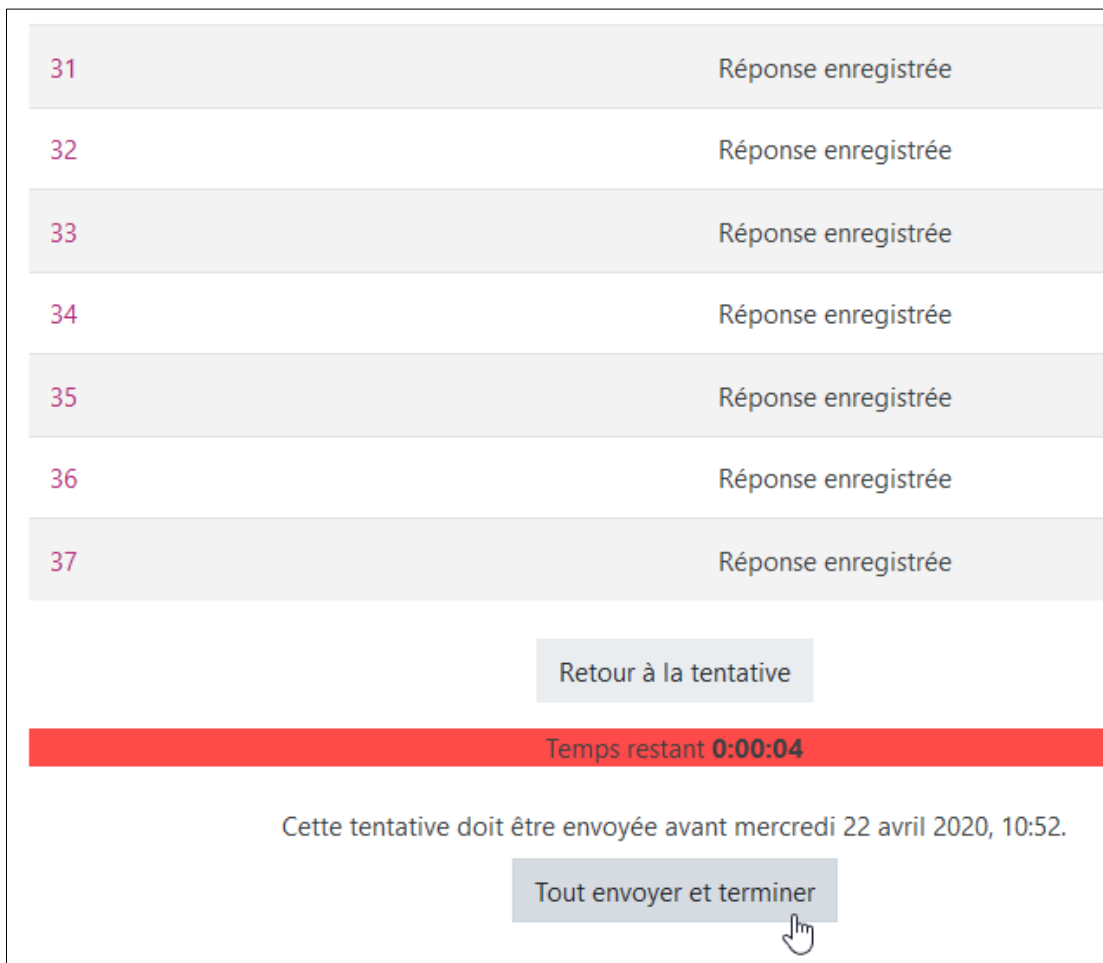 31 Réponse enregistrée
32 Réponse enregistrée
33 Réponse enregistrée
34 Réponse enregistrée
35 Réponse enregistrée
36 Réponse enregistrée
37 Réponse enregistrée
Retour à la tentative
Temps restant 0:00:04
Cette tentative doit être envoyée avant mercredi 22 avril 2020, 10:52.
Tout envoyer et terminer